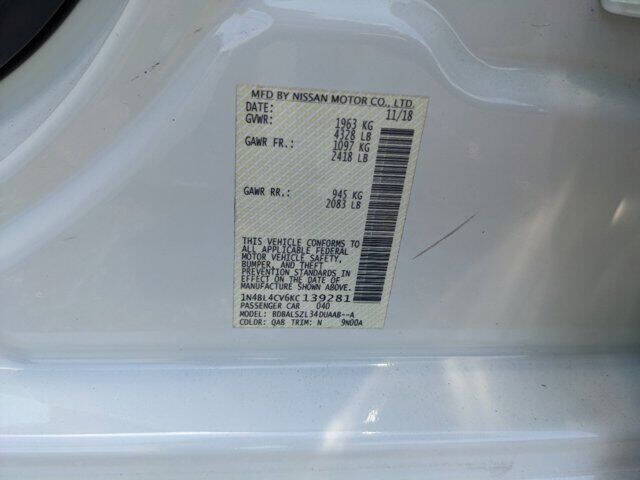 MFD BY NISSAN MOTOR CO., LTD.
DATE: 11/18
GVWR: 1963 KG
4328 LB
GAWR FR.: 1097 KG
2418 LB
GAWR RR.: 945 KG
2083 LB
THIS VEHICLE CONFORMS TO
ALL APPLICABLE FEDERAL
MOTOR VEHICLE SAFETY,
BUMPER, AND THEFT
PREVENTION STANDARDS IN
EFFECT ON THE DATE OF
MANUFACTURE SHOWN ABOVE.
1N4BL4CV6KC139281
PASSENGER CAR 040
MODEL: BDBALSZL34DUAAB--A
COLOR: QAB TRIM: N 9N00A